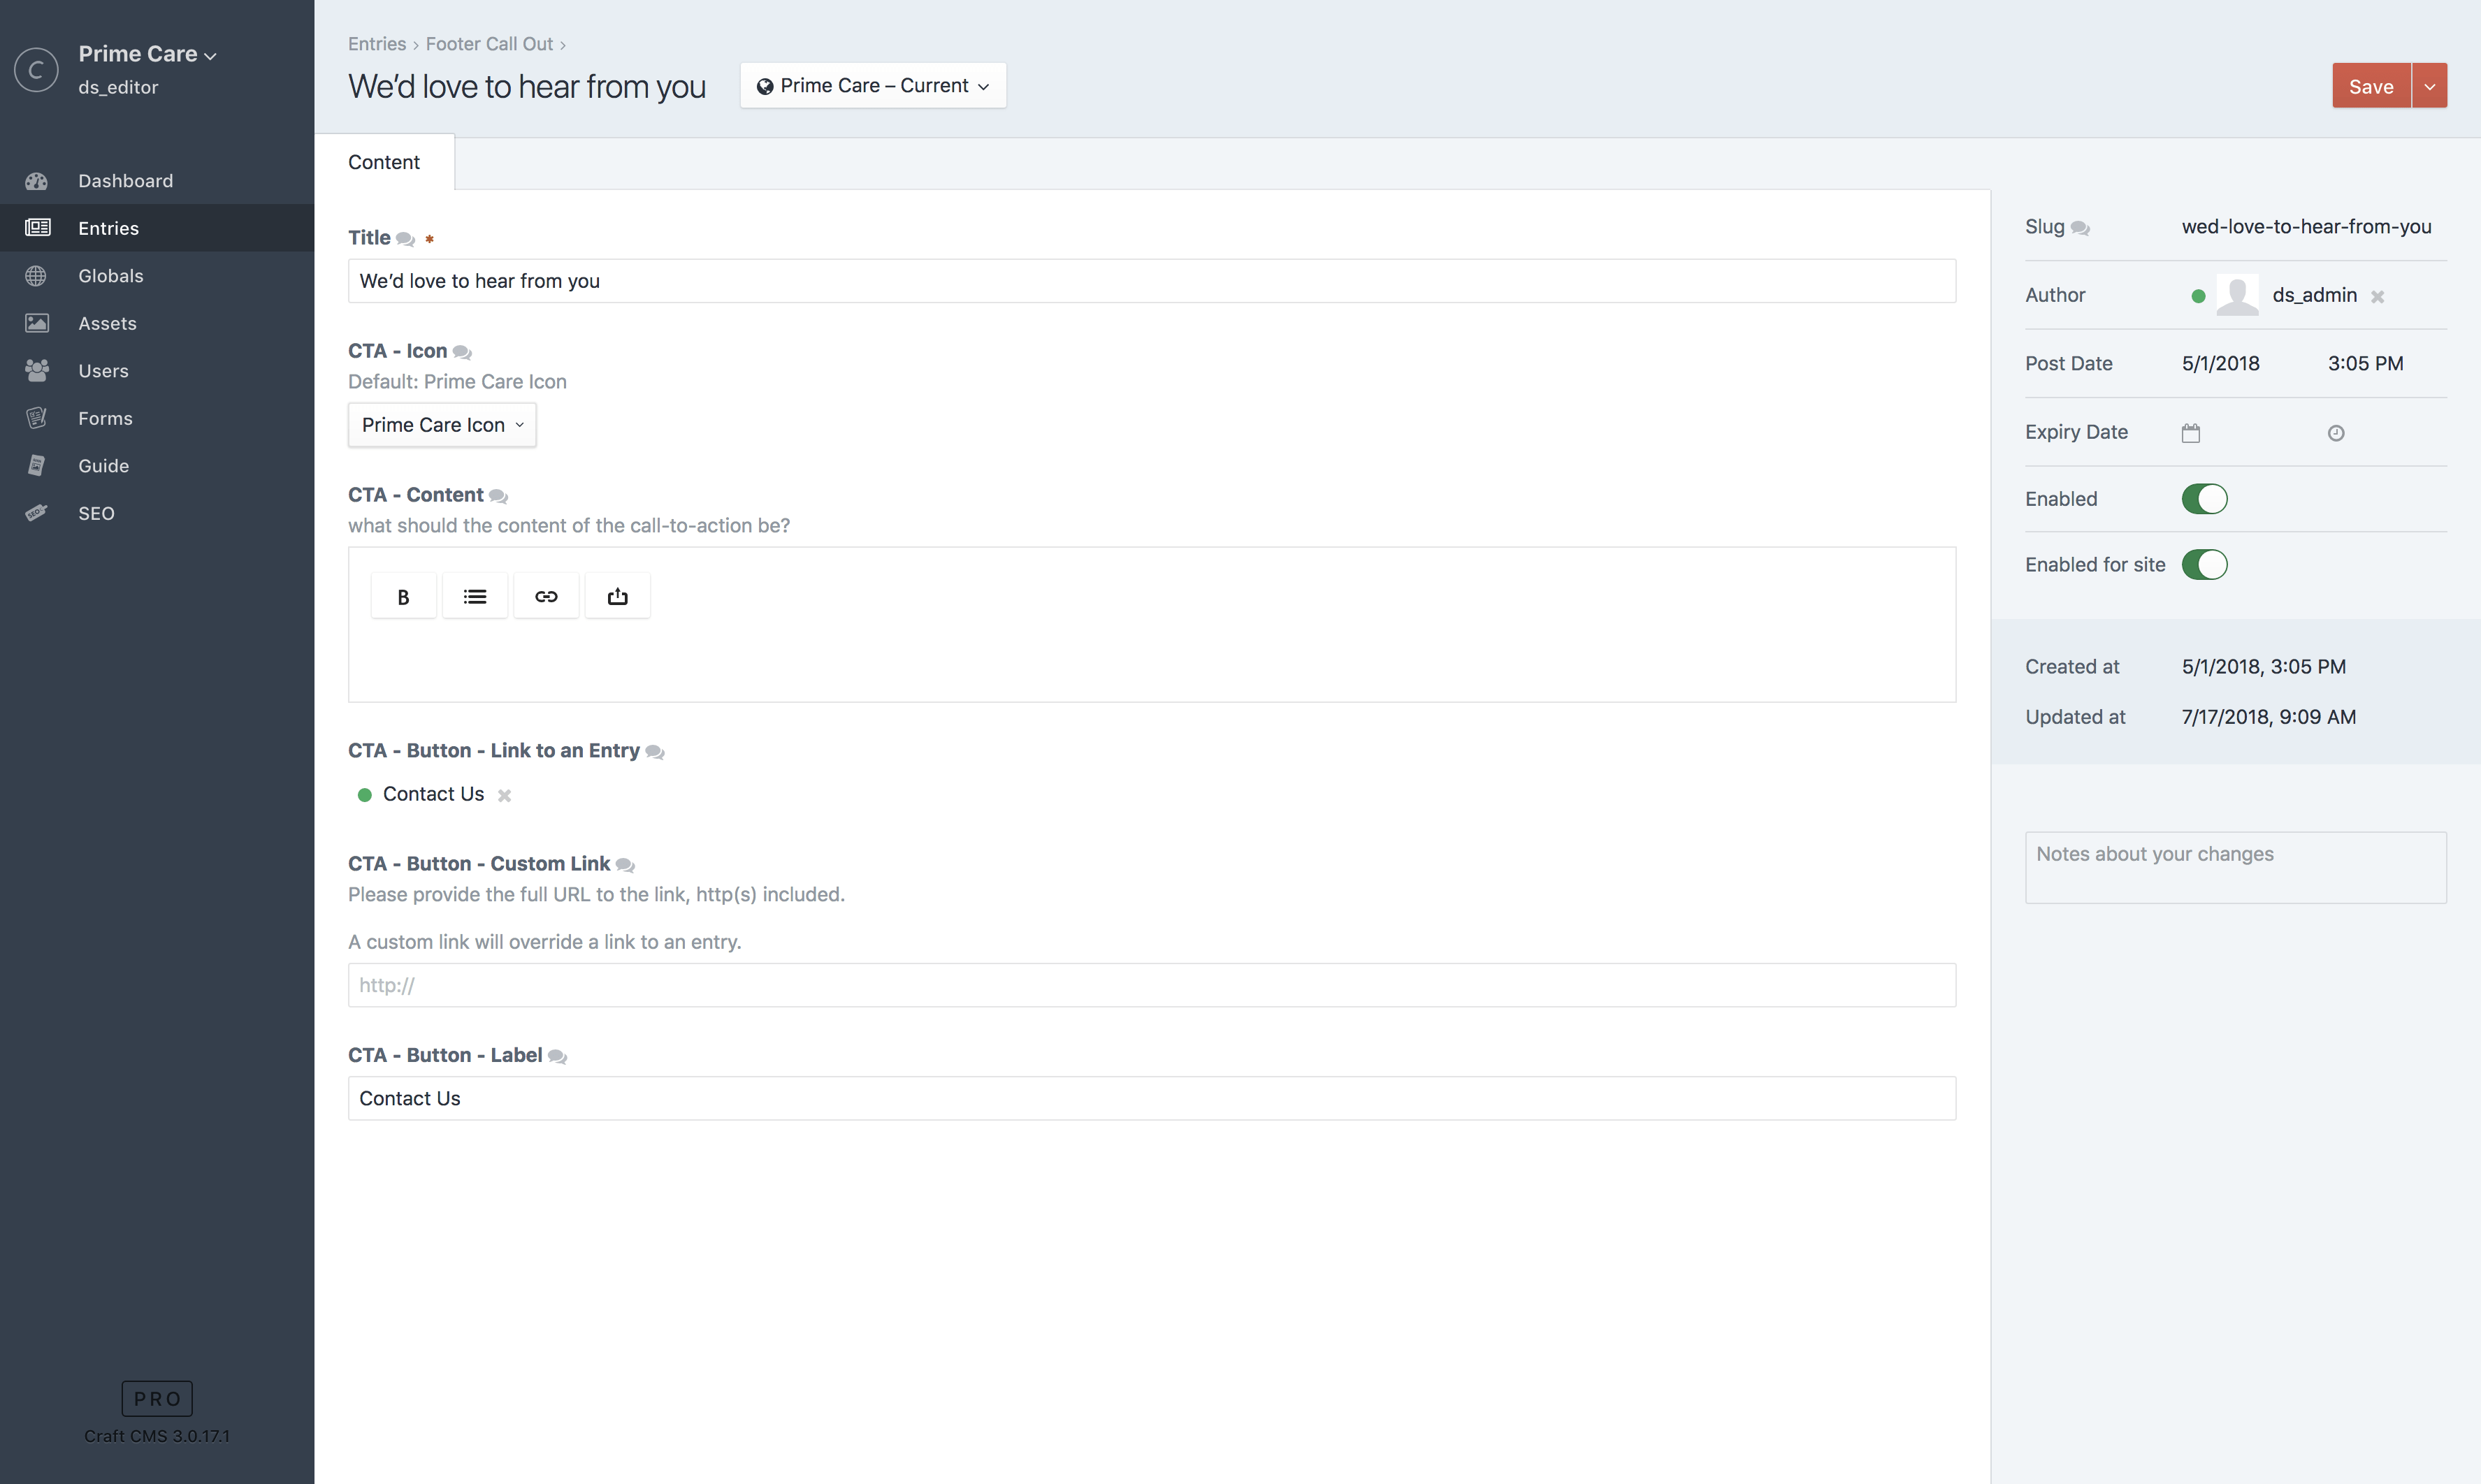 C
Prime Care
ds_editor
Dashboard
Entries
Globals
Assets
Users
Forms
Guide
SEO
PRO
Craft CMS 3.0.17.1
Entries › Footer Call Out ›
We’d love to hear from you
Prime Care – Current
Save
Content
Title *
We’d love to hear from you
CTA - Icon
Default: Prime Care Icon
Prime Care Icon
CTA - Content
what should the content of the call-to-action be?
B
CTA - Button - Link to an Entry
Contact Us
CTA - Button - Custom Link
Please provide the full URL to the link, http(s) included.
A custom link will override a link to an entry.
http://
CTA - Button - Label
Contact Us
Slug wed-love-to-hear-from-you
Author ds_admin
Post Date 5/1/2018 3:05 PM
Expiry Date
Enabled
Enabled for site
Created at 5/1/2018, 3:05 PM
Updated at 7/17/2018, 9:09 AM
Notes about your changes